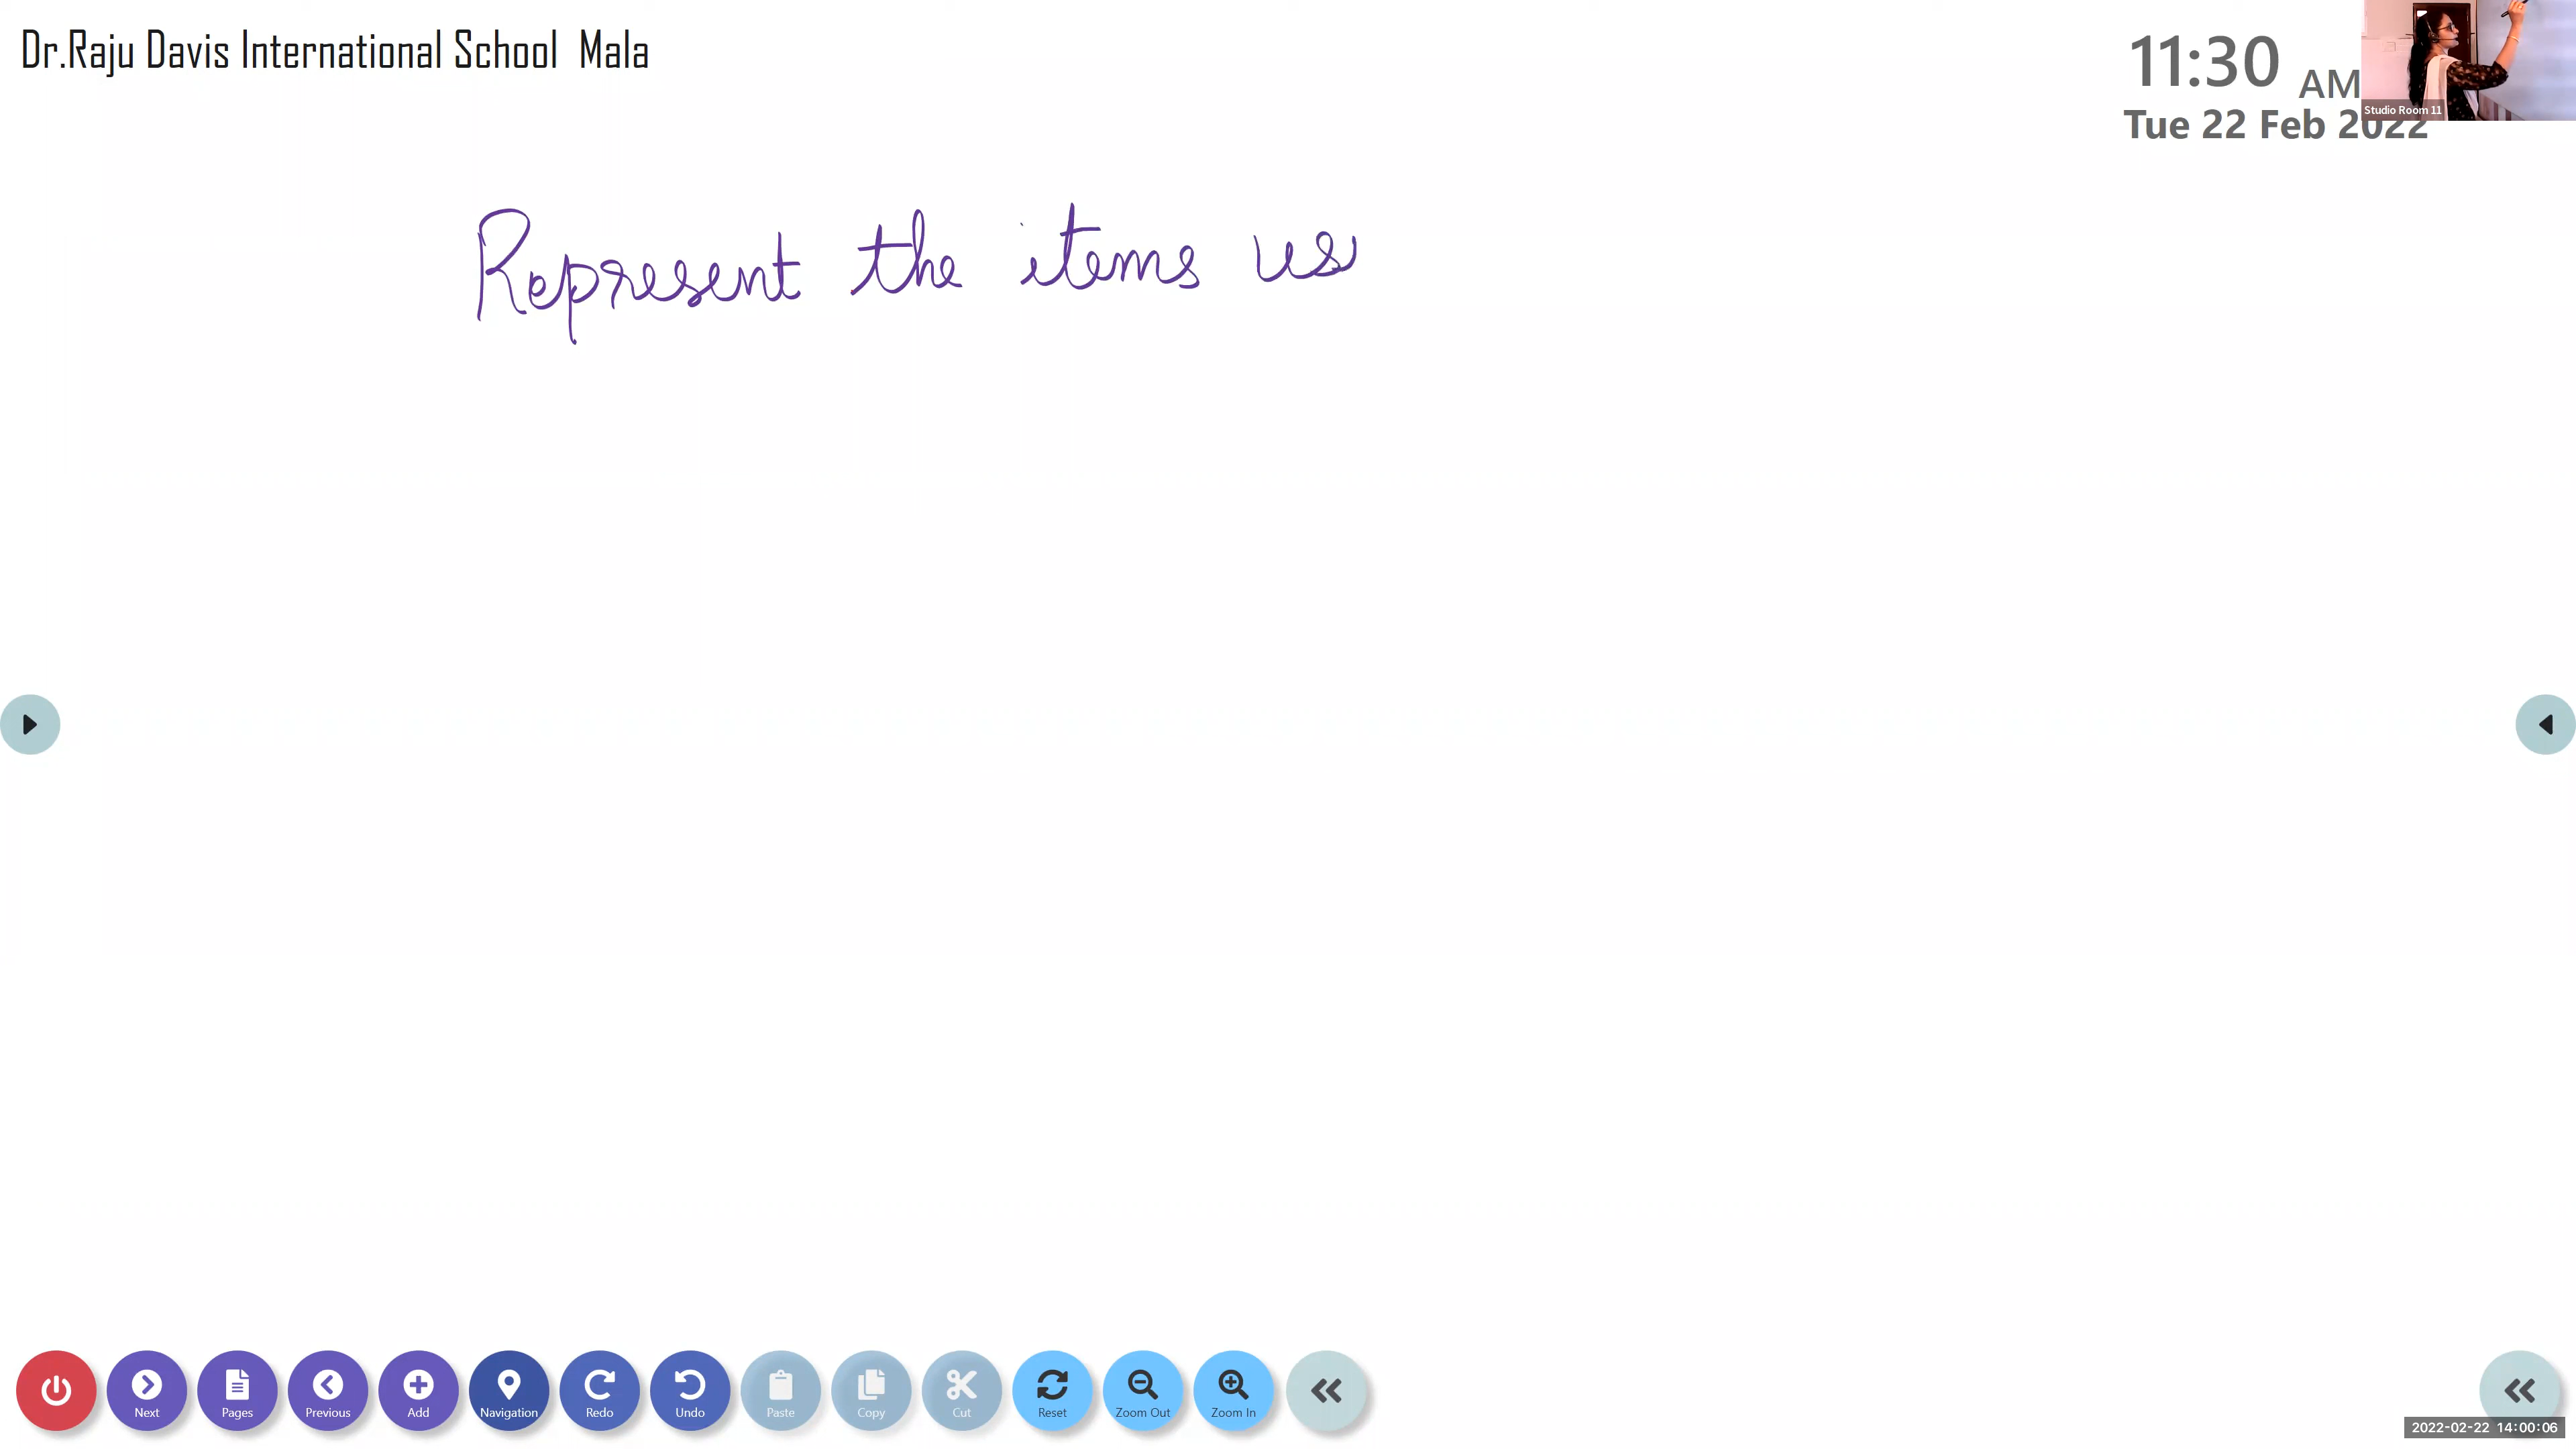 Dr.Raju Davis International School Mala
11:30 AM
Tue 22 Feb 2022
Studio Room 11
Represent the items us
Next Pages Previous Add Navigation Redo Undo Paste Copy Cut Reset Zoom Out Zoom In
2022-02-22 14:00:06